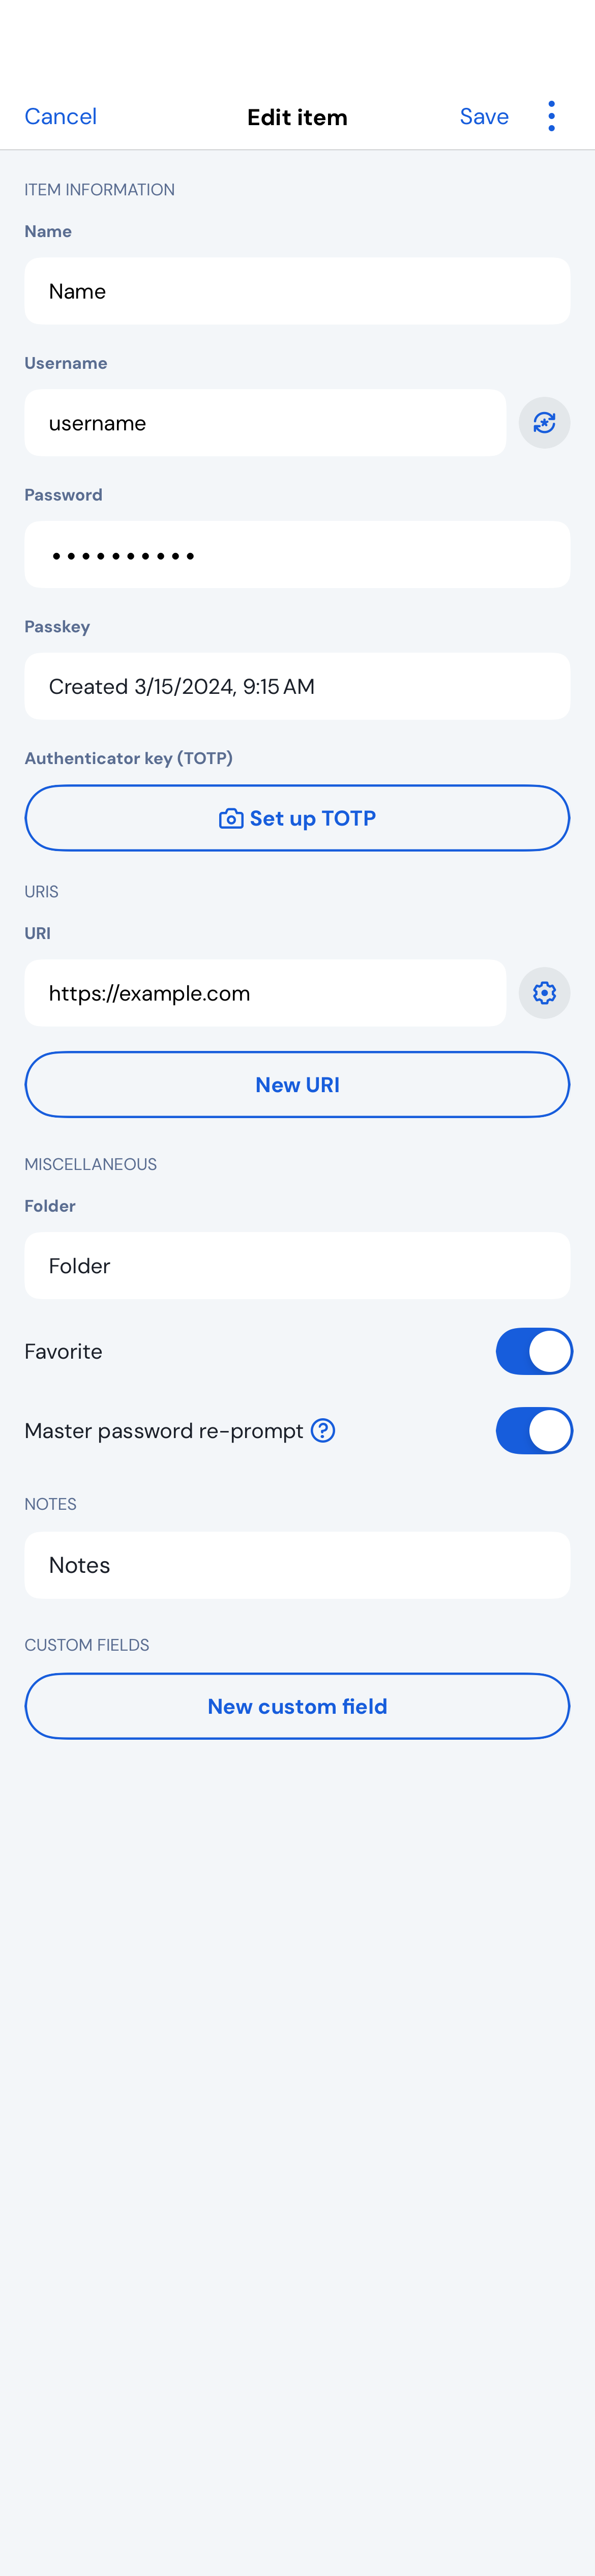 Cancel Edit item Save
ITEM INFORMATION
Name
Name
Username
username
Password
••••••••••
Passkey
Created 3/15/2024, 9:15 AM
Authenticator key (TOTP)
Set up TOTP
URIS
URI
https://example.com
New URI
MISCELLANEOUS
Folder
Folder
Favorite
Master password re-prompt
NOTES
Notes
CUSTOM FIELDS
New custom field